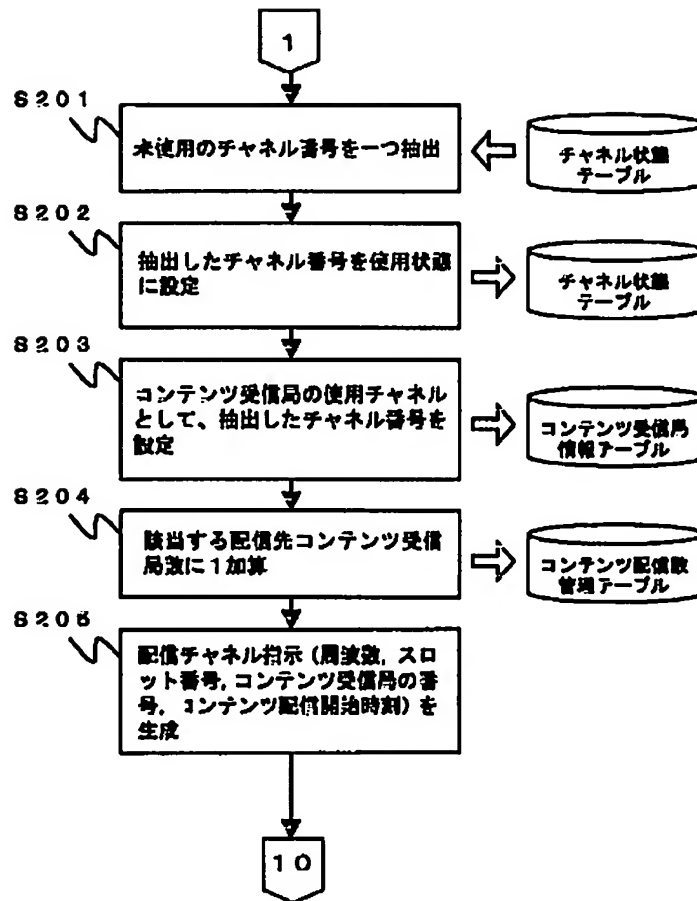 1
S201
未使用のチャネル番号を一つ抽出
チャネル状態
テーブル
S202
抽出したチャネル番号を使用状態
に設定
チャネル状態
テーブル
S203
コンテンツ受信局の使用チャネル
として、抽出したチャネル番号を
設定
コンテンツ受信局
情報テーブル
S204
該当する配信先コンテンツ受信
局数に1加算
コンテンツ配信数
管理テーブル
S205
配信チャネル指示(周波数,スロ
ット番号,コンテンツ受信局の番
号,コンテンツ配信開始時刻)を
生成
10